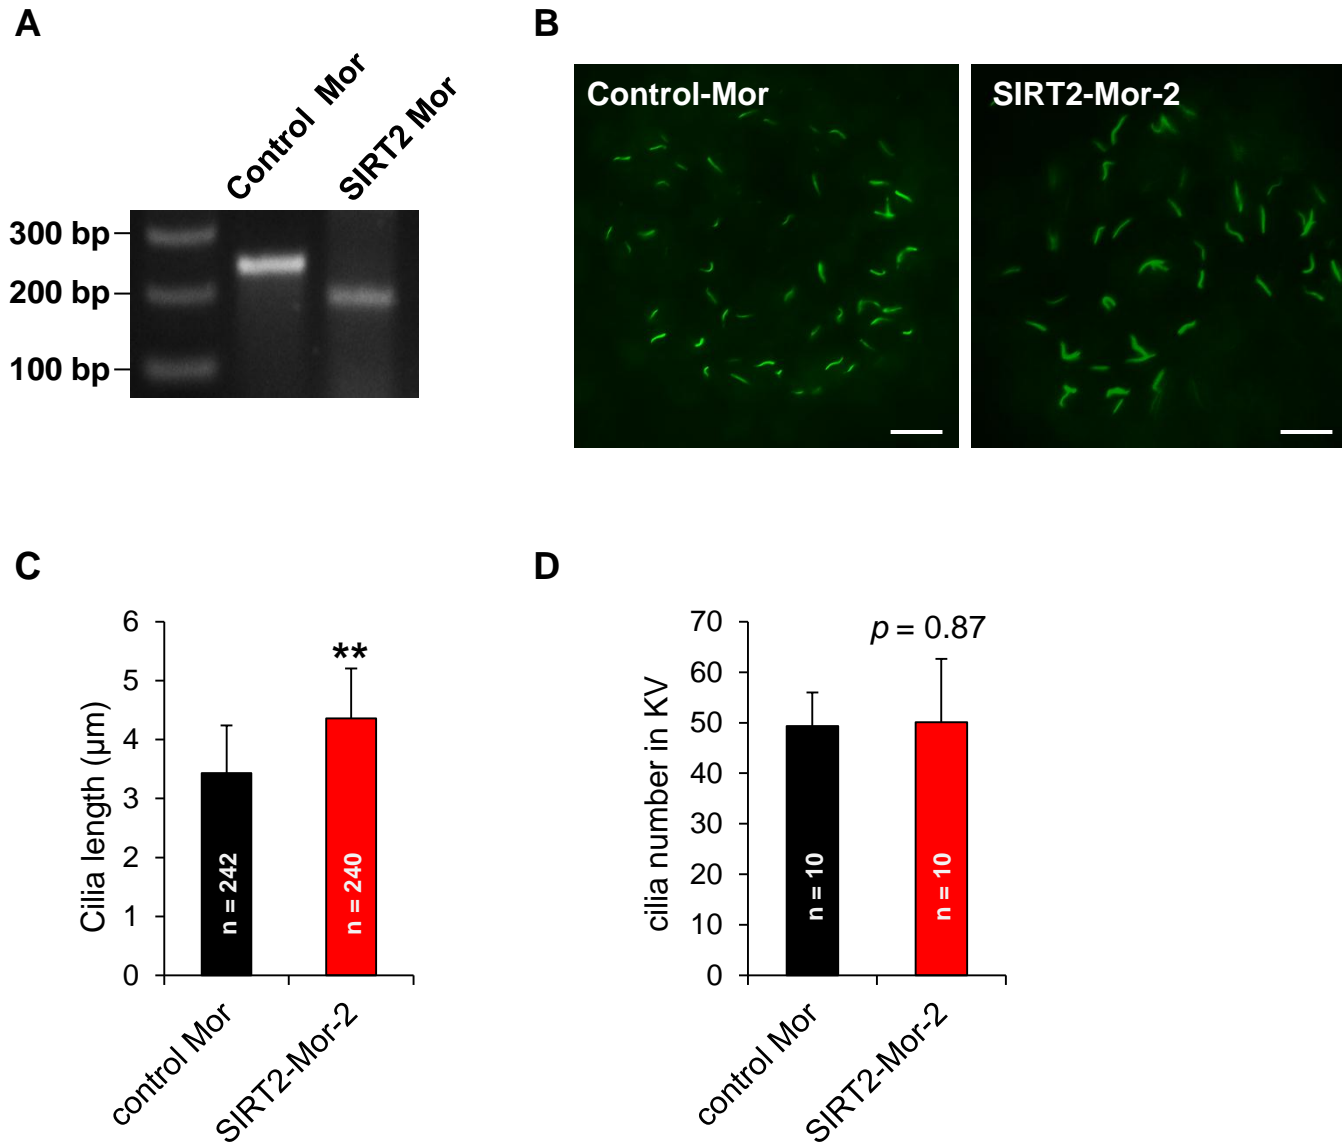 A
Control Mor
SIRT2 Mor
300 bp
200 bp
100 bp
B
Control-Mor
SIRT2-Mor-2
C
Cilia length (µm)
6
5
4
3
2
1
0
**
n = 242
n = 240
control Mor
SIRT2-Mor-2
D
cilia number in KV
70
60
50
40
30
20
10
0
p = 0.87
n = 10
n = 10
control Mor
SIRT2-Mor-2